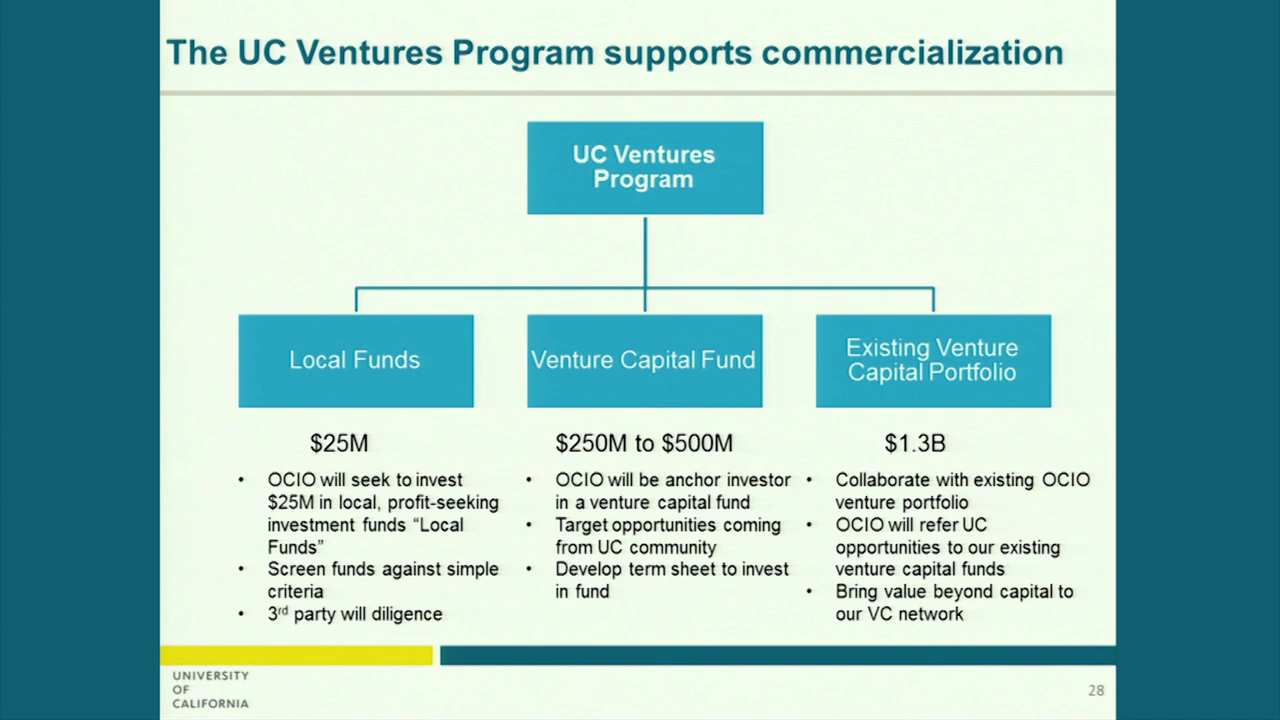 The UC Ventures Program supports commercialization
UC Ventures
Program
Local Funds
Venture Capital Fund
Existing Venture
Capital Portfolio
$25M
$250M to $500M
$1.3B
• OCIO will seek to invest
$25M in local, profit-seeking
investment funds “Local
Funds”
• Screen funds against simple
criteria
• 3rd party will diligence
• OCIO will be anchor investor
in a venture capital fund
• Target opportunities coming
from UC community
• Develop term sheet to invest
in fund
• Collaborate with existing OCIO
venture portfolio
• OCIO will refer UC
opportunities to our existing
venture capital funds
• Bring value beyond capital to
our VC network
UNIVERSITY
OF
CALIFORNIA
28